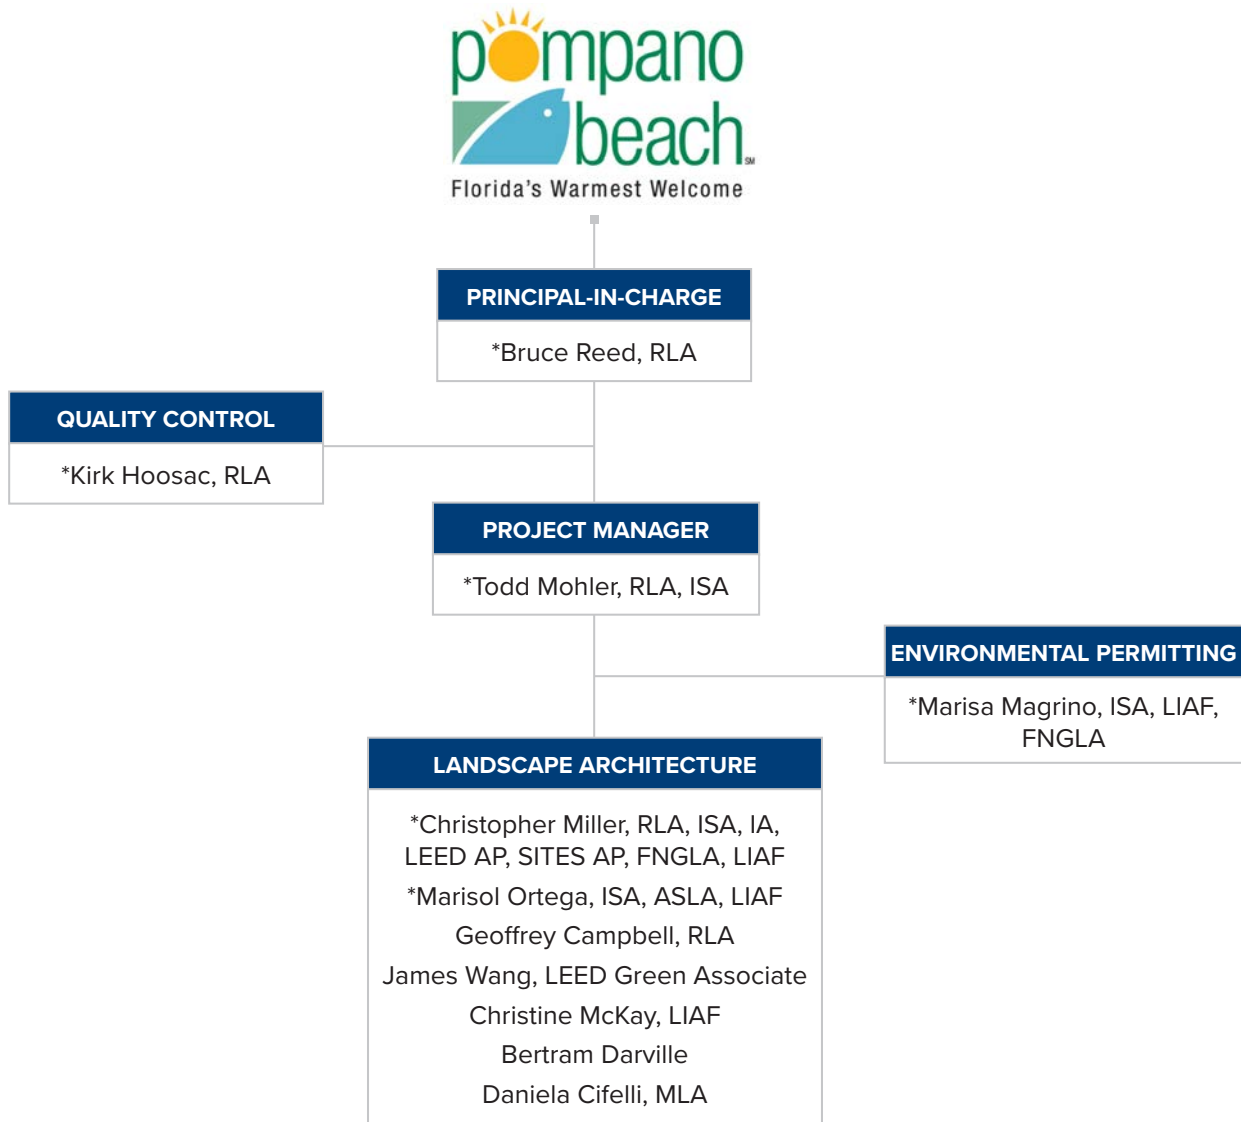 pompano
beach
SM
Florida's Warmest Welcome
PRINCIPAL-IN-CHARGE
*Bruce Reed, RLA
QUALITY CONTROL
*Kirk Hoosac, RLA
PROJECT MANAGER
*Todd Mohler, RLA, ISA
ENVIRONMENTAL PERMITTING
*Marisa Magrino, ISA, LIAF,
FNGLA
LANDSCAPE ARCHITECTURE
*Christopher Miller, RLA, ISA, IA,
LEED AP, SITES AP, FNGLA, LIAF
*Marisol Ortega, ISA, ASLA, LIAF
Geoffrey Campbell, RLA
James Wang, LEED Green Associate
Christine McKay, LIAF
Bertram Darville
Daniela Cifelli, MLA